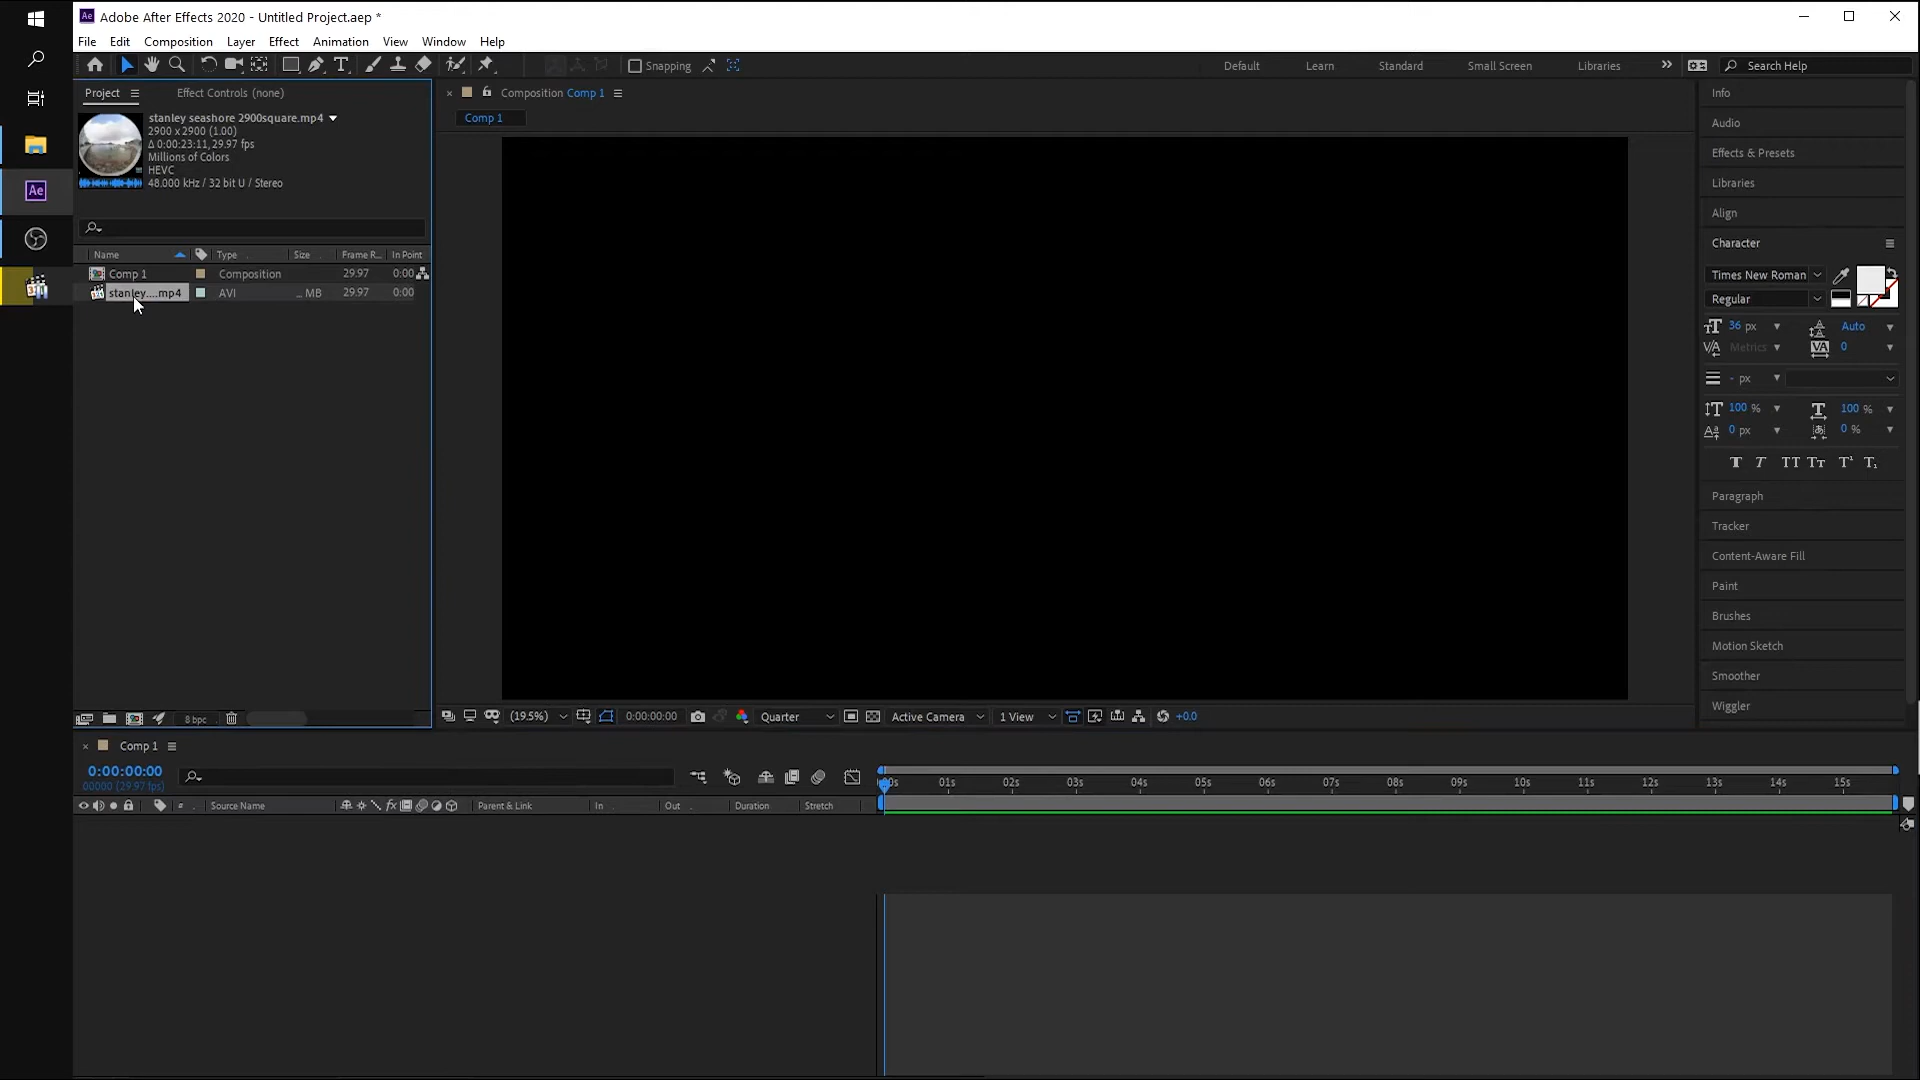 Adobe After Effects 2020 - Untitled Project.aep *
File Edit Composition Layer Effect Animation View Window Help
Snapping
Default Learn Standard Small Screen Libraries Search Help
Project Effect Controls (none)
stanley seashore 2900square.mp4
2900 x 2900 (1.00)
Δ 0:00:23:11, 29.97 fps
Millions of Colors
HEVC
48.000 kHz / 32 bit U / Stereo
Name Type Size Frame R... In Point
Comp 1 Composition 29.97 0:00
stanley....mp4 AVI ... MB 29.97 0:00
8 bpc
Composition Comp 1
Comp 1
(19.5%) 0:00:00:00 Quarter Active Camera 1 View +0.0
Info
Audio
Effects & Presets
Libraries
Align
Character
Times New Roman
Regular
36 px Auto
Metrics 0
- px
100 % 100 %
0 px 0 %
Paragraph
Tracker
Content-Aware Fill
Paint
Brushes
Motion Sketch
Smoother
Wiggler
Comp 1
0:00:00:00
00000 (29.97 fps)
# Source Name Parent & Link In Out Duration Stretch
01s 02s 03s 04s 05s 06s 07s 08s 09s 10s 11s 12s 13s 14s 15s
Ae